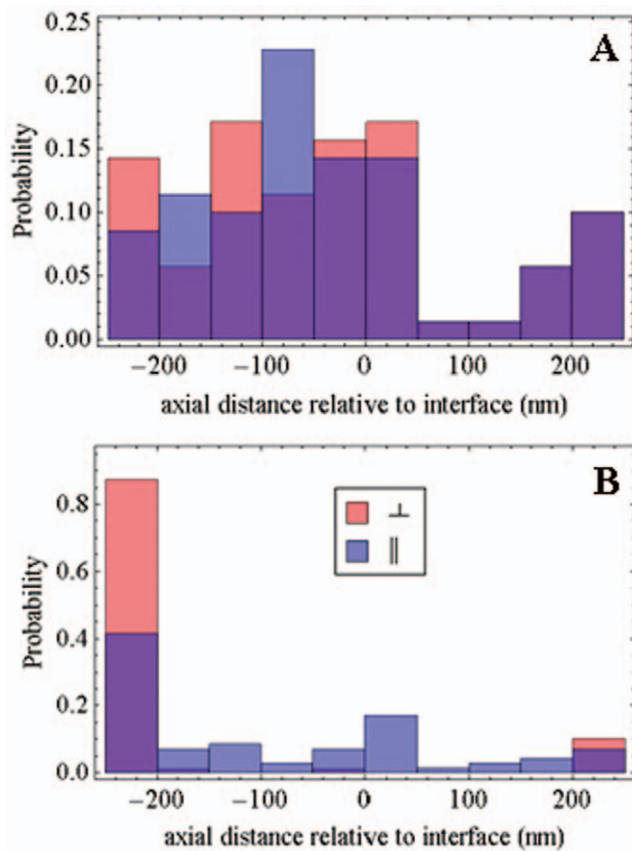 A
0.25
0.20
0.15
0.10
0.05
0.00
Probability
−200 −100 0 100 200
axial distance relative to interface (nm)
B
0.8
0.6
0.4
0.2
0.0
Probability
⊥
∥
−200 −100 0 100 200
axial distance relative to interface (nm)